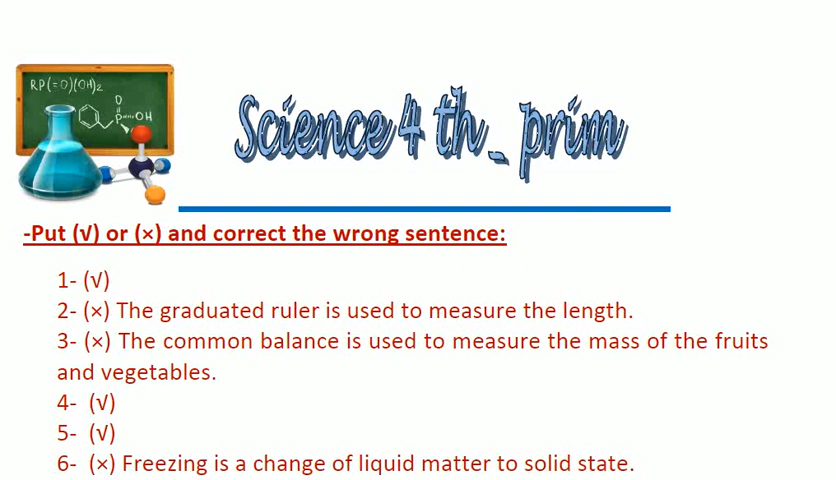 RP(=O)(OH)2
O
P
OH
Science 4 th_ prim
-Put (√) or (×) and correct the wrong sentence:
1- (√)
2- (×) The graduated ruler is used to measure the length.
3- (×) The common balance is used to measure the mass of the fruits
and vegetables.
4- (√)
5- (√)
6- (×) Freezing is a change of liquid matter to solid state.